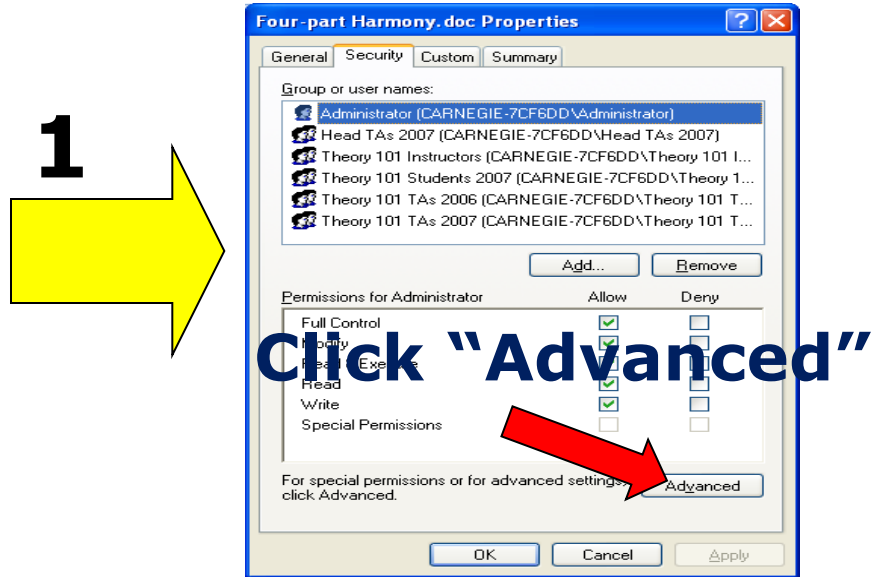 1
Four-part Harmony.doc Properties
General Security Custom Summary
Group or user names:
Administrator (CARNEGIE-7CF6DD\Administrator)
Head TAs 2007 (CARNEGIE-7CF6DD\Head TAs 2007)
Theory 101 Instructors (CARNEGIE-7CF6DD\Theory 101 I...
Theory 101 Students 2007 (CARNEGIE-7CF6DD\Theory 1...
Theory 101 TAs 2006 (CARNEGIE-7CF6DD\Theory 101 T...
Theory 101 TAs 2007 (CARNEGIE-7CF6DD\Theory 101 T...
Add... Remove
Permissions for Administrator Allow Deny
Full Control
Modify
Click “Advanced”
Read & Execute
Read
Write
Special Permissions
For special permissions or for advanced settings,
click Advanced.
Advanced
OK Cancel Apply